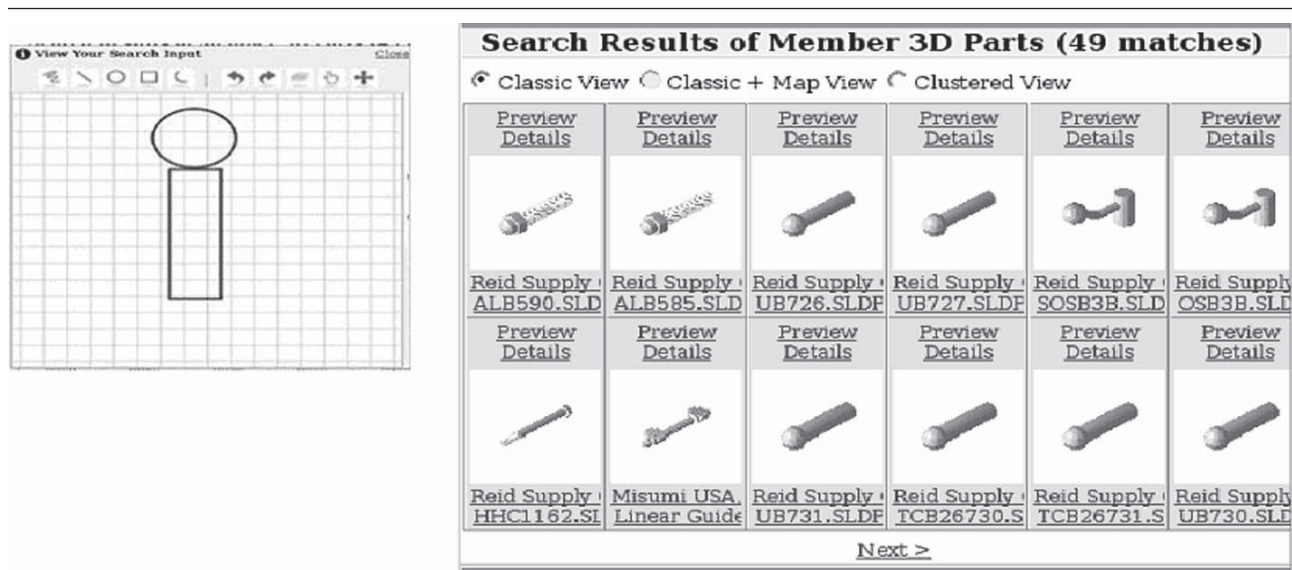 View Your Search Input
Close
Search Results of Member 3D Parts (49 matches)
Classic View Classic + Map View Clustered View
Preview Preview Preview Preview Preview Preview
Details Details Details Details Details Details
Reid Supply Reid Supply Reid Supply Reid Supply Reid Supply Reid Supply
ALB590.SLD ALB585.SLD UB726.SLDP UB727.SLDP SOSB3B.SLD OSB3B.SLD
Preview Preview Preview Preview Preview Preview
Details Details Details Details Details Details
Reid Supply Misumi USA, Reid Supply Reid Supply Reid Supply Reid Supply
HHC1162.SL Linear Guide UB731.SLDP TCB26730.S TCB26731.S UB730.SLD
Next >